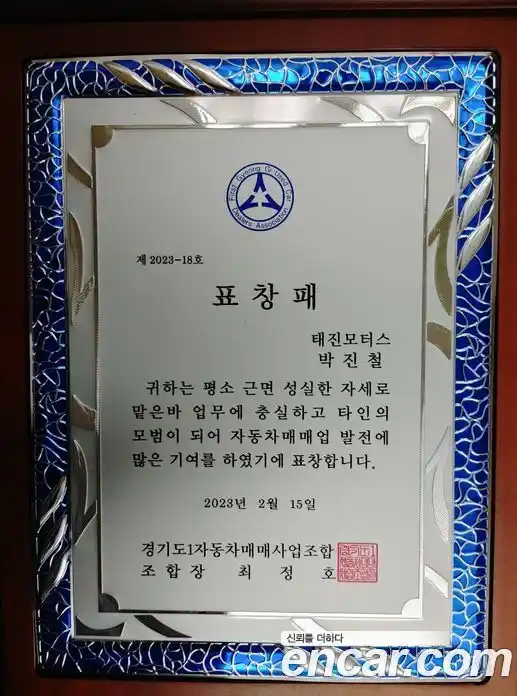 First Gyeong Gi Used Car
Dealers Association
제 2023-18호
표창패
태진모터스
박진철
귀하는 평소 근면 성실한 자세로
맡은바 업무에 충실하고 타인의
모범이 되어 자동차매매업 발전에
많은 기여를 하였기에 표창합니다.
2023년 2월 15일
경기도1자동차매매사업조합
조합장 최정호
신뢰를 더하다
encar.com